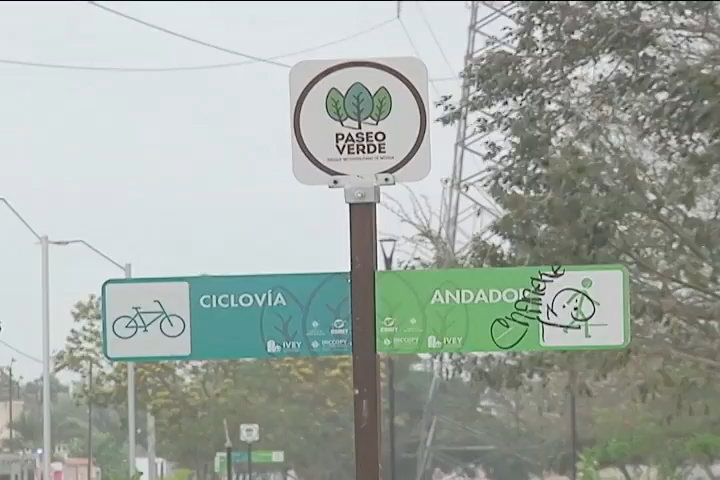 PASEO
VERDE
CICLOVÍA
IVEY
INCCOPY
ANDADOR
IVEY
INCCOPY